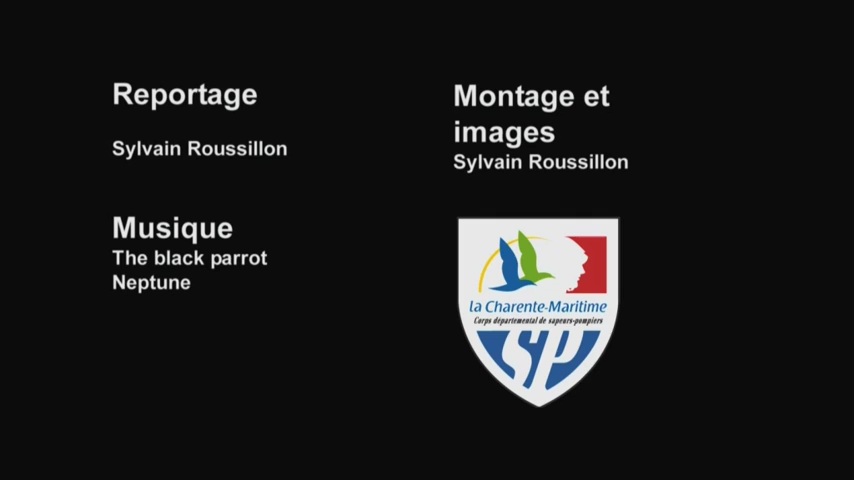 Reportage
Sylvain Roussillon
Musique
The black parrot
Neptune
Montage et
images
Sylvain Roussillon
la Charente-Maritime
Corps départemental de sapeurs-pompiers
SP